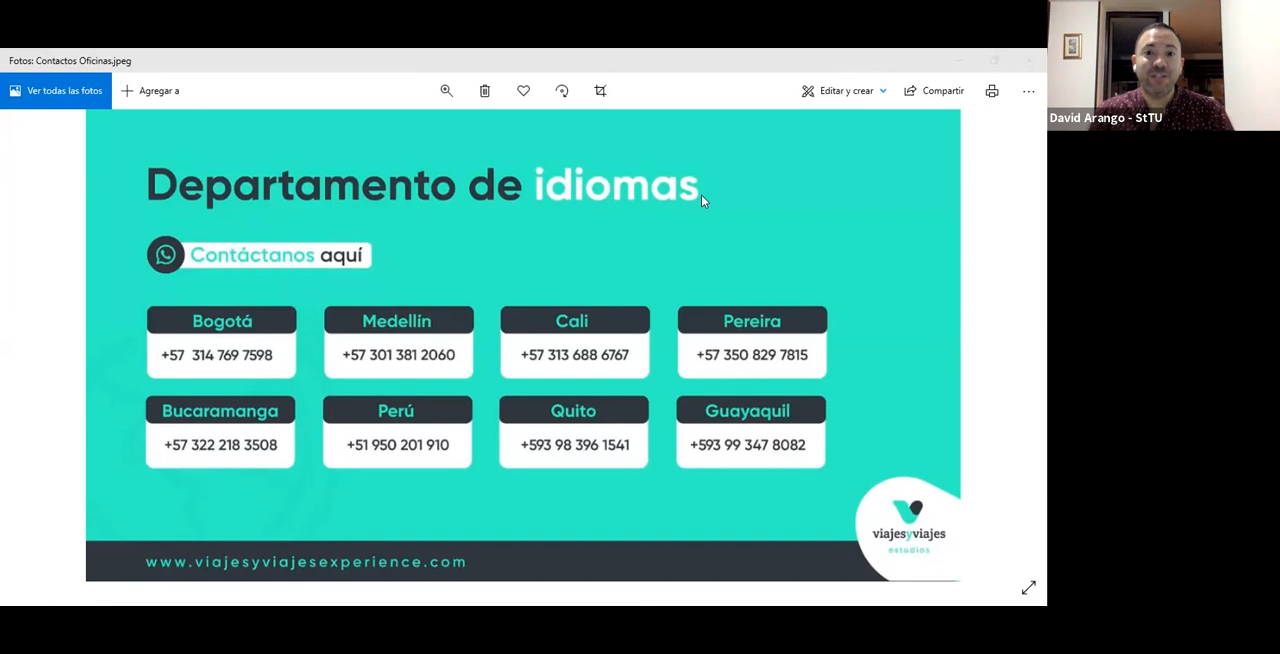 Fotos: Contactos Oficinas.jpeg
Ver todas las fotos
Agregar a
Editar y crear
Compartir
David Arango - StTU
Departamento de idiomas
Contáctanos aquí
Bogotá
+57 314 769 7598
Medellín
+57 301 381 2060
Cali
+57 313 688 6767
Pereira
+57 350 829 7815
Bucaramanga
+57 322 218 3508
Perú
+51 950 201 910
Quito
+593 98 396 1541
Guayaquil
+593 99 347 8082
viajesyviajes
estudios
www.viajesyviajesexperience.com